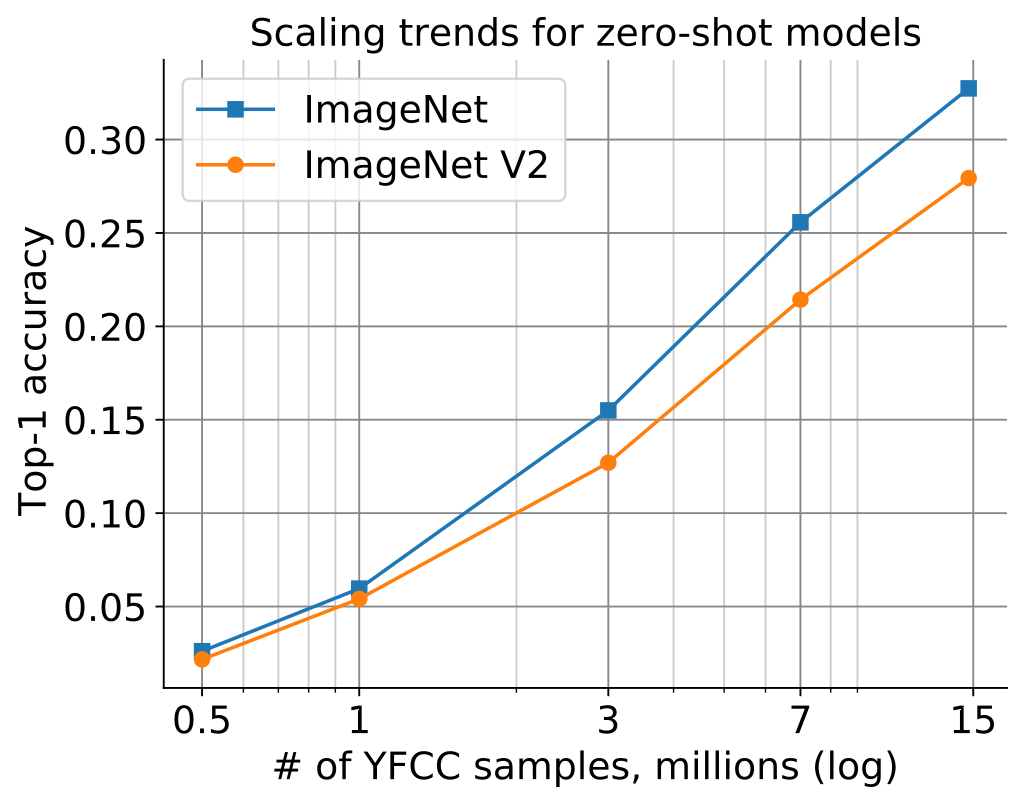 Scaling trends for zero-shot models
ImageNet
ImageNet V2
0.30
0.25
0.20
0.15
0.10
0.05
Top-1 accuracy
0.5 1 3 7 15
# of YFCC samples, millions (log)